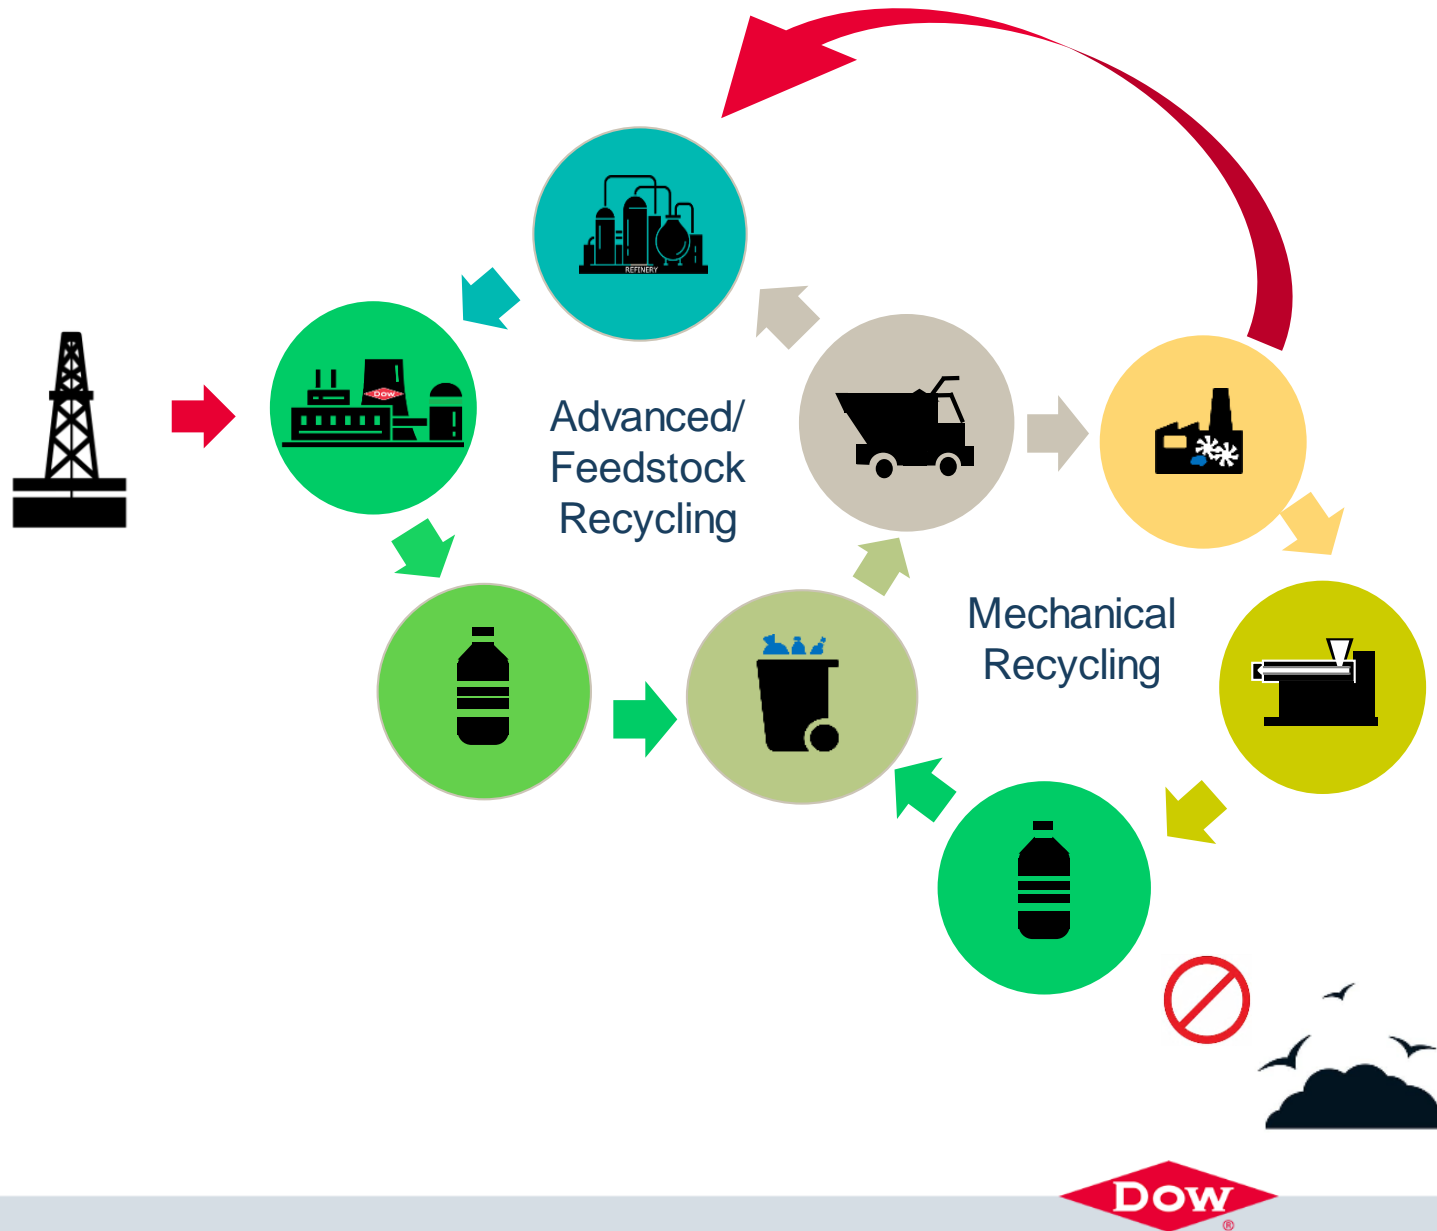 REFINERY
DOW
Advanced/
Feedstock
Recycling
Mechanical
Recycling
DOW
®